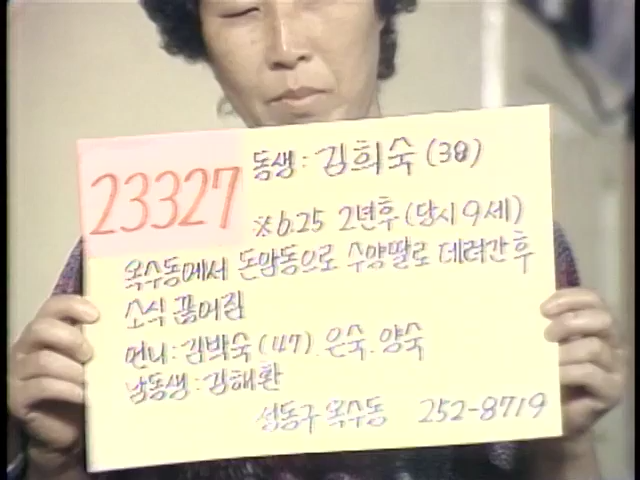 23327
동생: 김희숙 (38)
※ 6.25 2년후 (당시 9세)
옥수동에서 돈암동으로 수양딸로 데려간 후
소식 끊어짐
언니: 김박숙 (47). 은숙. 양숙
남동생: 김해환
성동구 옥수동 252-8719